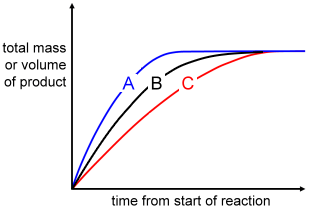 total mass
or volume
of product
A
B
C
time from start of reaction